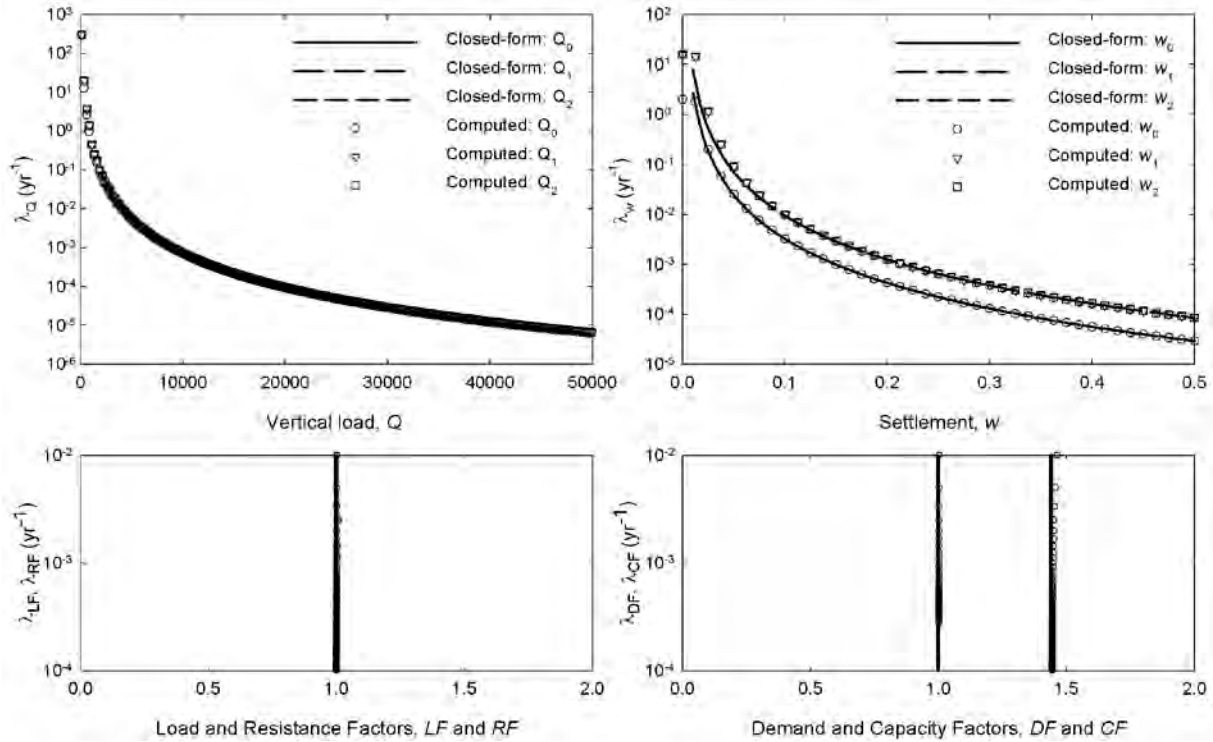 10³
10²
10¹
10⁰
10⁻¹
10⁻²
10⁻³
10⁻⁴
10⁻⁵
10⁻⁶
λQ (yr⁻¹)
Closed-form: Q₀
Closed-form: Q₁
Closed-form: Q₂
Computed: Q₀
Computed: Q₁
Computed: Q₂
0 10000 20000 30000 40000 50000
Vertical load, Q
10²
10¹
10⁰
10⁻¹
10⁻²
10⁻³
10⁻⁴
10⁻⁵
λw (yr⁻¹)
Closed-form: w₀
Closed-form: w₁
Closed-form: w₂
Computed: w₀
Computed: w₁
Computed: w₂
0.0 0.1 0.2 0.3 0.4 0.5
Settlement, w
10⁻²
10⁻³
10⁻⁴
λLF, λRF (yr⁻¹)
0.0 0.5 1.0 1.5 2.0
Load and Resistance Factors, LF and RF
10⁻²
10⁻³
10⁻⁴
λDF, λCF (yr⁻¹)
0.0 0.5 1.0 1.5 2.0
Demand and Capacity Factors, DF and CF